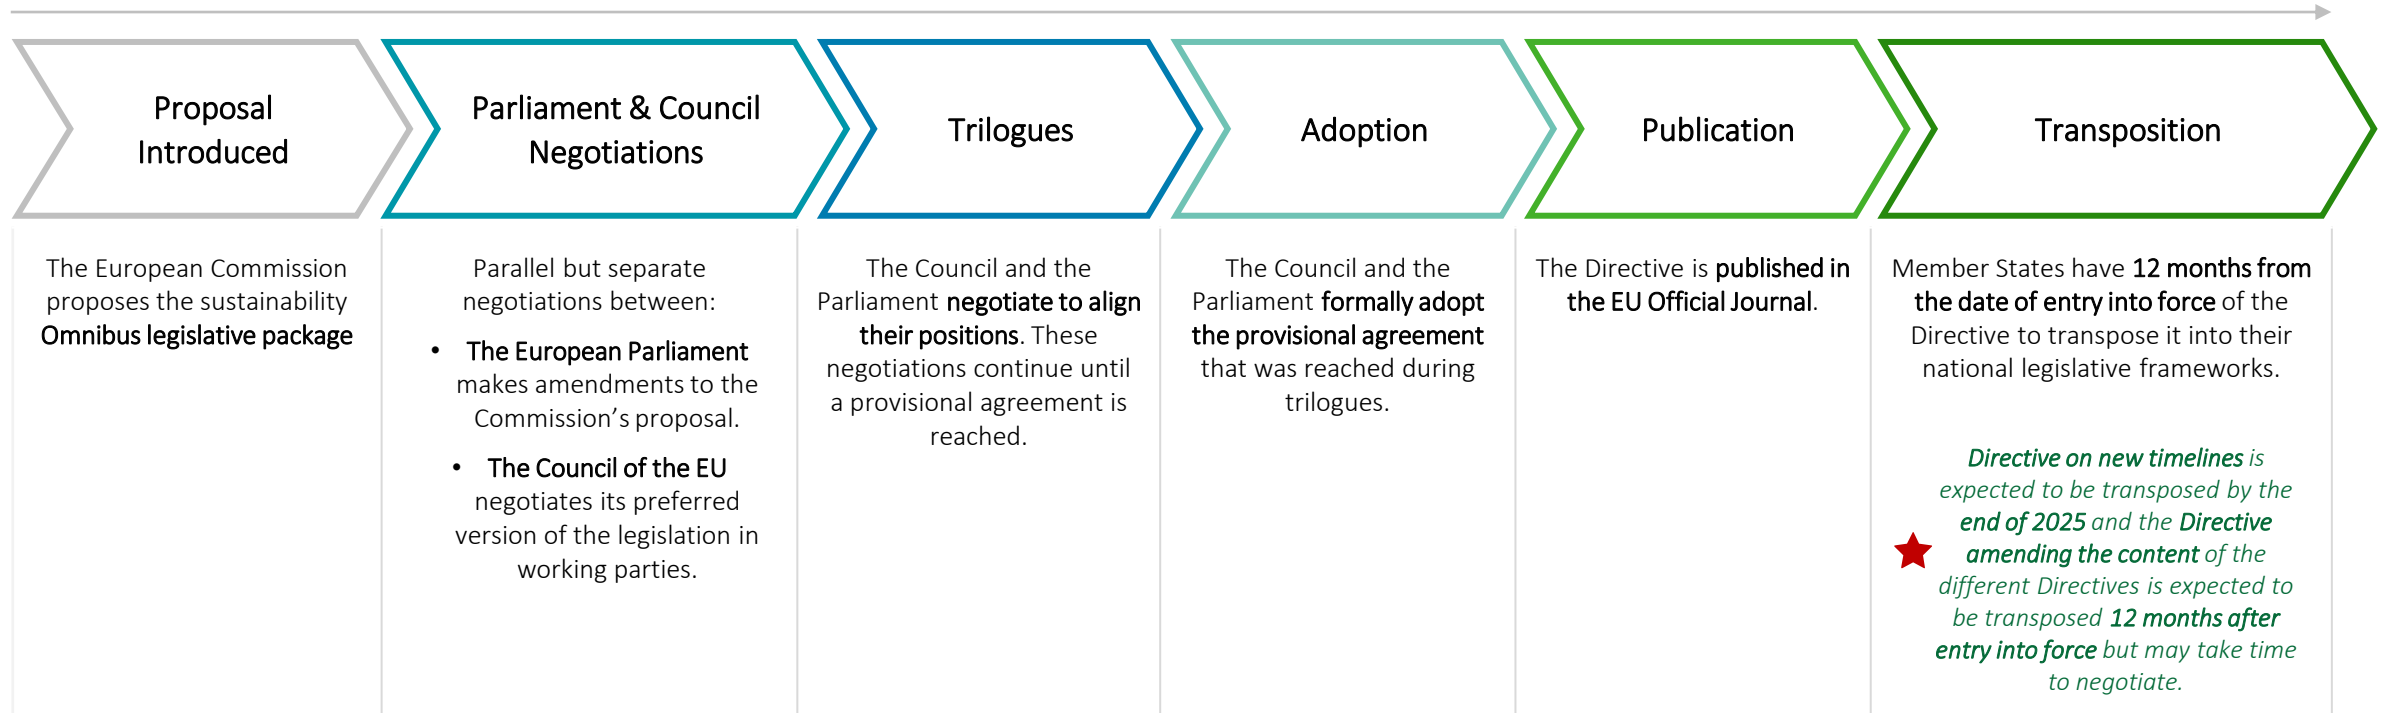 Proposal
Introduced
Parliament & Council
Negotiations
Trilogues
Adoption
Publication
Transposition
The European Commission
proposes the sustainability
Omnibus legislative package
Parallel but separate
negotiations between:
• The European Parliament
makes amendments to the
Commission’s proposal.
• The Council of the EU
negotiates its preferred
version of the legislation in
working parties.
The Council and the
Parliament negotiate to align
their positions. These
negotiations continue until
a provisional agreement is
reached.
The Council and the
Parliament formally adopt
the provisional agreement
that was reached during
trilogues.
The Directive is published in
the EU Official Journal.
Member States have 12 months from
the date of entry into force of the
Directive to transpose it into their
national legislative frameworks.
Directive on new timelines is
expected to be transposed by the
end of 2025 and the Directive
amending the content of the
different Directives is expected to
be transposed 12 months after
entry into force but may take time
to negotiate.